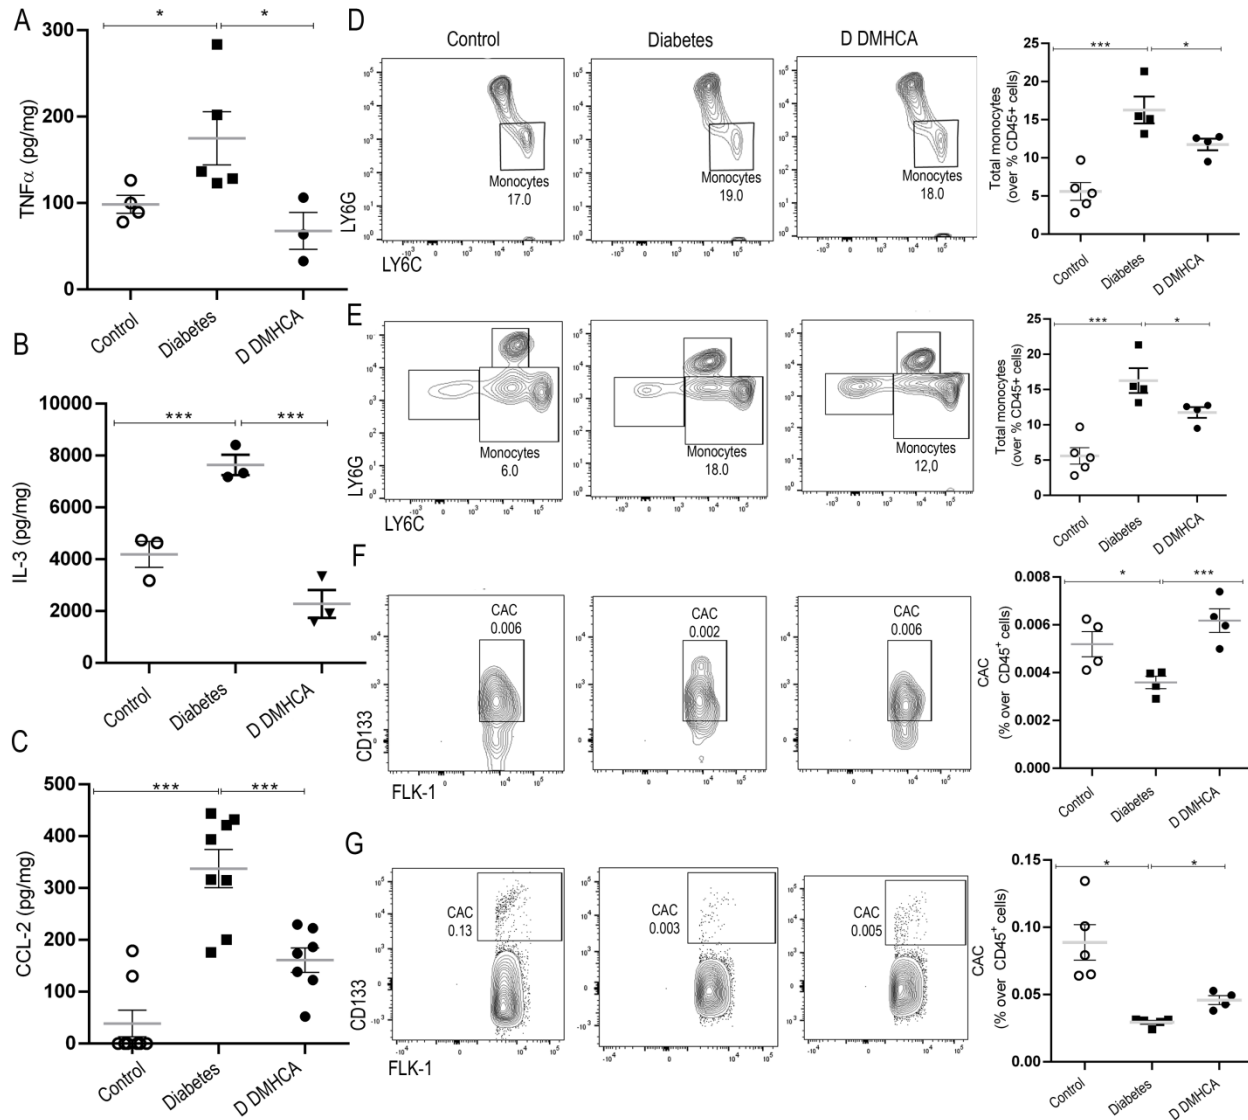 A
* *
TNFα (pg/mg)
300
200
100
0
Control
Diabetes
D DMHCA
B
*** ***
IL-3 (pg/mg)
10000
8000
6000
4000
2000
0
Control
Diabetes
D DMHCA
C
*** ***
CCL-2 (pg/mg)
500
400
300
200
100
0
Control
Diabetes
D DMHCA
D
Control
Diabetes
D DMHCA
LY6G
LY6C
Monocytes
17.0
Monocytes
19.0
Monocytes
18.0
*** *
Total monocytes
(over % CD45+ cells)
25
20
15
10
5
0
Control
Diabetes
D DMHCA
E
LY6G
LY6C
Monocytes
6.0
Monocytes
18.0
Monocytes
12,0
*** *
Total monocytes
(over % CD45+ cells)
25
20
15
10
5
0
Control
Diabetes
D DMHCA
F
CD133
FLK-1
CAC
0.006
CAC
0.002
CAC
0.006
* ***
CAC
(% over CD45⁺ cells)
0.008
0.006
0.004
0.002
0.000
Control
Diabetes
D DMHCA
G
CD133
FLK-1
CAC
0.13
CAC
0.003
CAC
0.005
* *
CAC
(% over CD45⁺ cells)
0.15
0.10
0.05
0.00
Control
Diabetes
D DMHCA